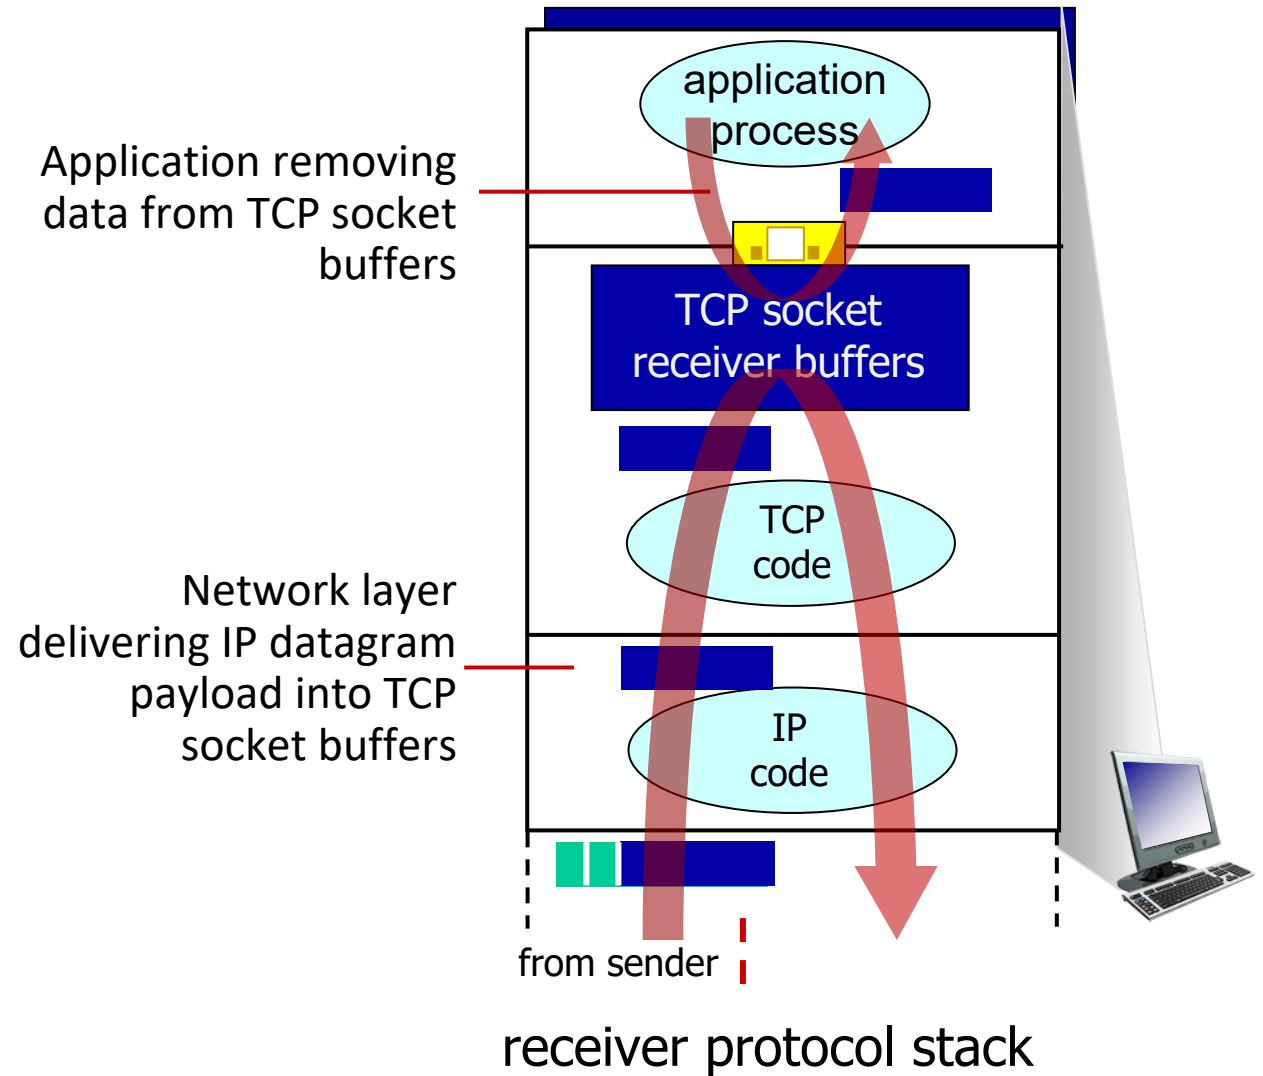 application
process
Application removing
data from TCP socket
buffers
TCP socket
receiver buffers
TCP
code
Network layer
delivering IP datagram
payload into TCP
socket buffers
IP
code
from sender
receiver protocol stack